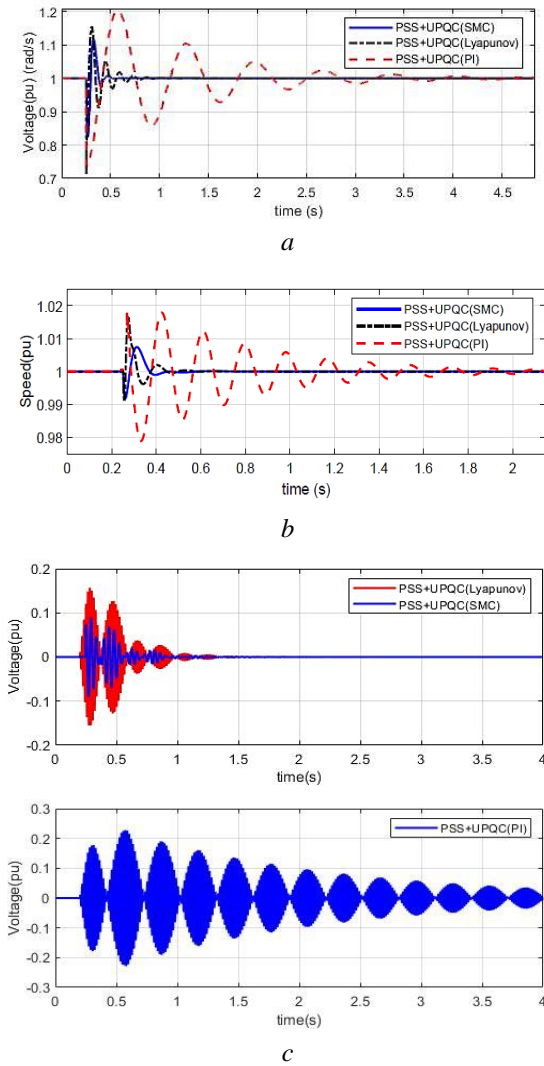 1.2
1.1
1
0.9
0.8
0.7
Voltage(pu) (rad/s)
PSS+UPQC(SMC)
PSS+UPQC(Lyapunov)
PSS+UPQC(PI)
0 0.5 1 1.5 2 2.5 3 3.5 4 4.5
time (s)
a
1.02
1.01
1
0.99
0.98
Speed(pu)
PSS+UPQC(SMC)
PSS+UPQC(Lyapunov)
PSS+UPQC(PI)
0 0.2 0.4 0.6 0.8 1 1.2 1.4 1.6 1.8 2
time (s)
b
0.2
0.1
0
-0.1
-0.2
Voltage(pu)
PSS+UPQC(Lyapunov)
PSS+UPQC(SMC)
0 0.5 1 1.5 2 2.5 3 3.5 4
time(s)
0.3
0.2
0.1
0
-0.1
-0.2
-0.3
Voltage(pu)
PSS+UPQC(PI)
0 0.5 1 1.5 2 2.5 3 3.5 4
time(s)
c